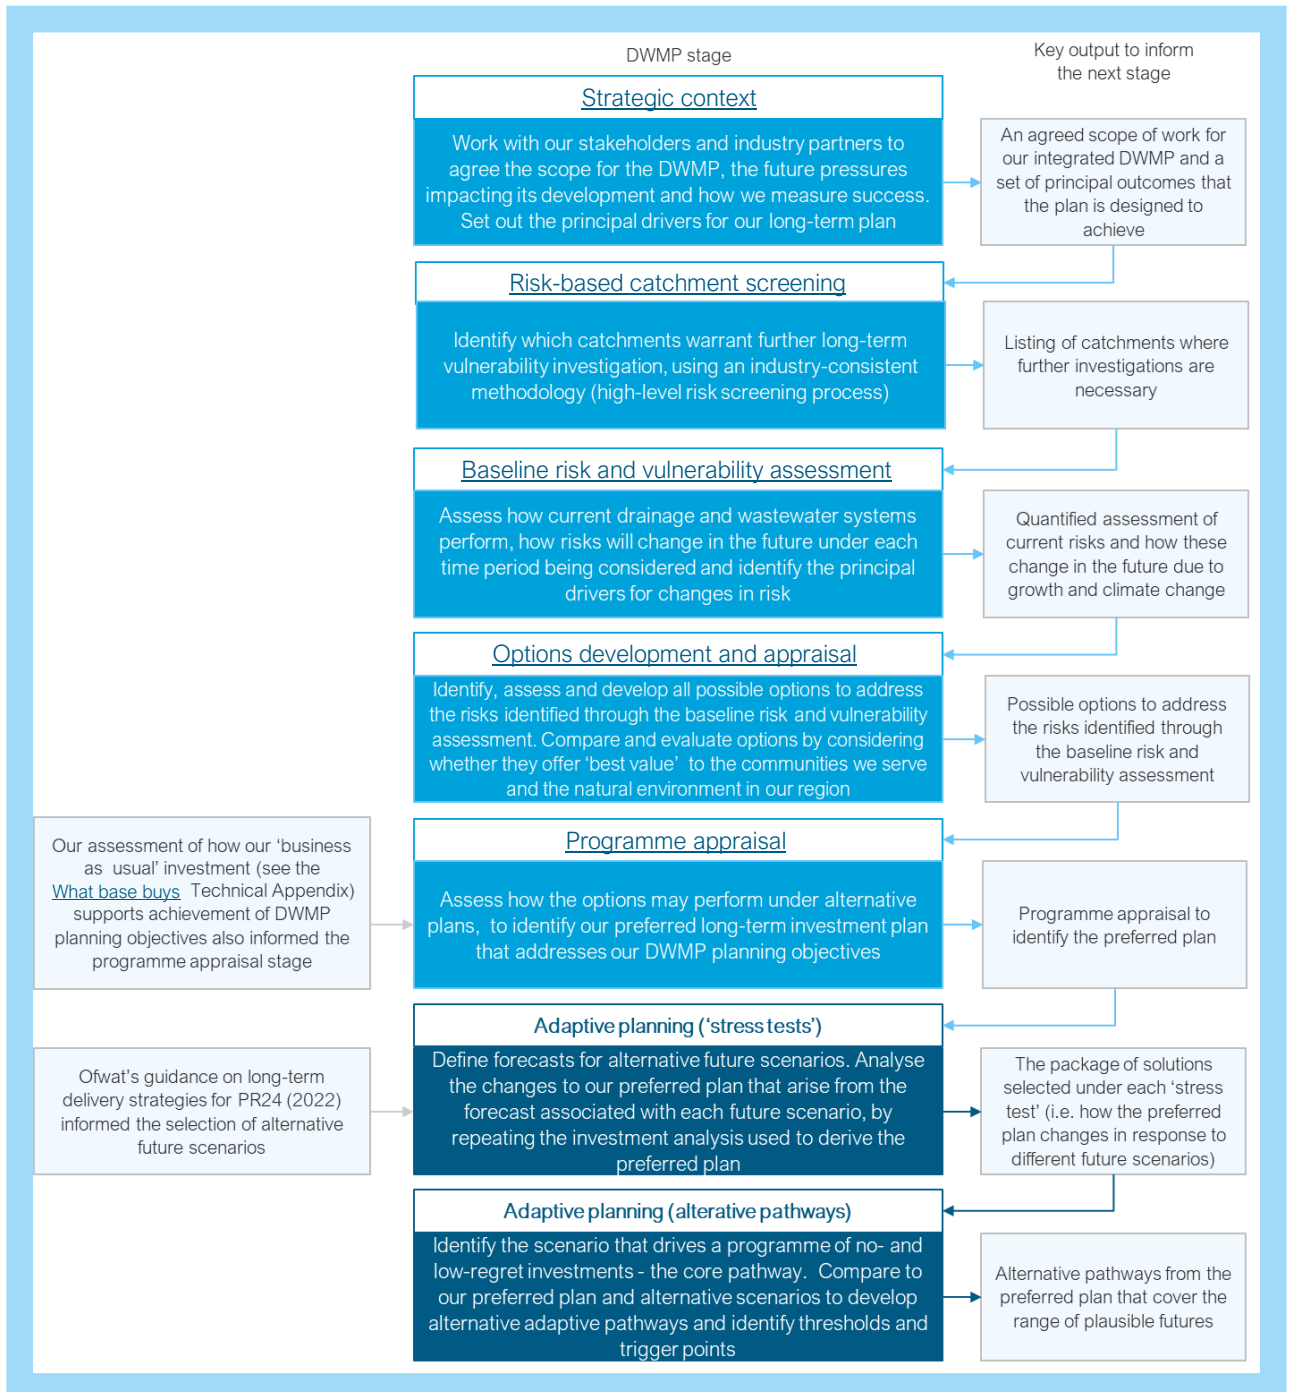 DWMP stage
Key output to inform
the next stage
Strategic context
Work with our stakeholders and industry partners to
agree the scope for the DWMP, the future pressures
impacting its development and how we measure success.
Set out the principal drivers for our long-term plan
An agreed scope of work for
our integrated DWMP and a
set of principal outcomes that
the plan is designed to
achieve
Risk-based catchment screening
Identify which catchments warrant further long-term
vulnerability investigation, using an industry-consistent
methodology (high-level risk screening process)
Listing of catchments where
further investigations are
necessary
Baseline risk and vulnerability assessment
Assess how current drainage and wastewater systems
perform, how risks will change in the future under each
time period being considered and identify the principal
drivers for changes in risk
Quantified assessment of
current risks and how these
change in the future due to
growth and climate change
Options development and appraisal
Identify, assess and develop all possible options to address
the risks identified through the baseline risk and vulnerability
assessment. Compare and evaluate options by considering
whether they offer ‘best value’ to the communities we serve
and the natural environment in our region
Possible options to address
the risks identified through
the baseline risk and
vulnerability assessment
Our assessment of how our ‘business
as usual’ investment (see the
What base buys Technical Appendix)
supports achievement of DWMP
planning objectives also informed the
programme appraisal stage
Programme appraisal
Assess how the options may perform under alternative
plans, to identify our preferred long-term investment plan
that addresses our DWMP planning objectives
Programme appraisal to
identify the preferred plan
Ofwat’s guidance on long-term
delivery strategies for PR24 (2022)
informed the selection of alternative
future scenarios
Adaptive planning (‘stress tests’)
Define forecasts for alternative future scenarios. Analyse
the changes to our preferred plan that arise from the
forecast associated with each future scenario, by
repeating the investment analysis used to derive the
preferred plan
The package of solutions
selected under each ‘stress
test’ (i.e. how the preferred
plan changes in response to
different future scenarios)
Adaptive planning (alterative pathways)
Identify the scenario that drives a programme of no- and
low-regret investments - the core pathway. Compare to
our preferred plan and alternative scenarios to develop
alternative adaptive pathways and identify thresholds and
trigger points
Alternative pathways from the
preferred plan that cover the
range of plausible futures